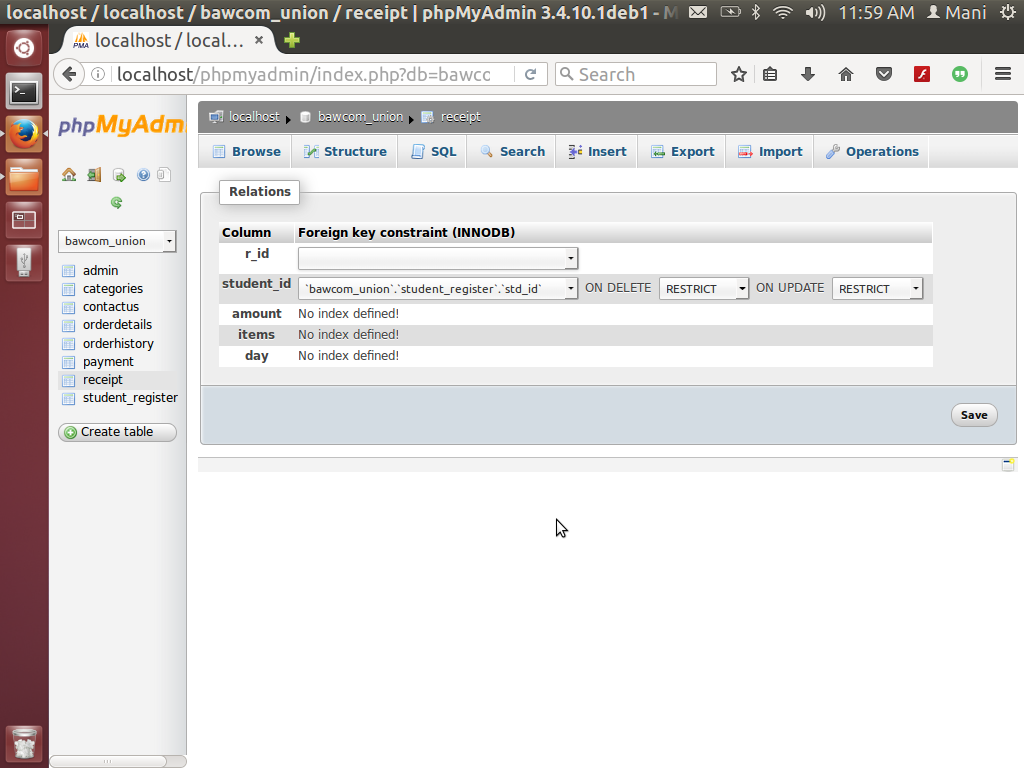 localhost / localhost / bawcom_union / receipt | phpMyAdmin 3.4.10.1deb1 - M 11:59 AM Mani
PMA localhost / local... ×
localhost/phpmyadmin/index.php?db=bawco Search
phpMyAdm
localhost bawcom_union receipt
Browse Structure SQL Search Insert Export Import Operations
Relations
bawcom_union
admin
categories
contactus
orderdetails
orderhistory
payment
receipt
student_register
Create table
Column Foreign key constraint (INNODB)
r_id
student_id `bawcom_union`.`student_register`.`std_id` ON DELETE RESTRICT ON UPDATE RESTRICT
amount No index defined!
items No index defined!
day No index defined!
Save